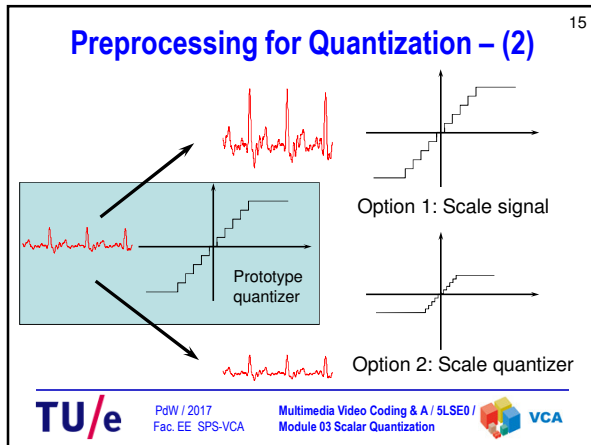 15
Preprocessing for Quantization – (2)
Option 1: Scale signal
Prototype
quantizer
Option 2: Scale quantizer
TU/e
PdW / 2017
Fac. EE SPS-VCA
Multimedia Video Coding & A / 5LSE0 /
Module 03 Scalar Quantization
VCA